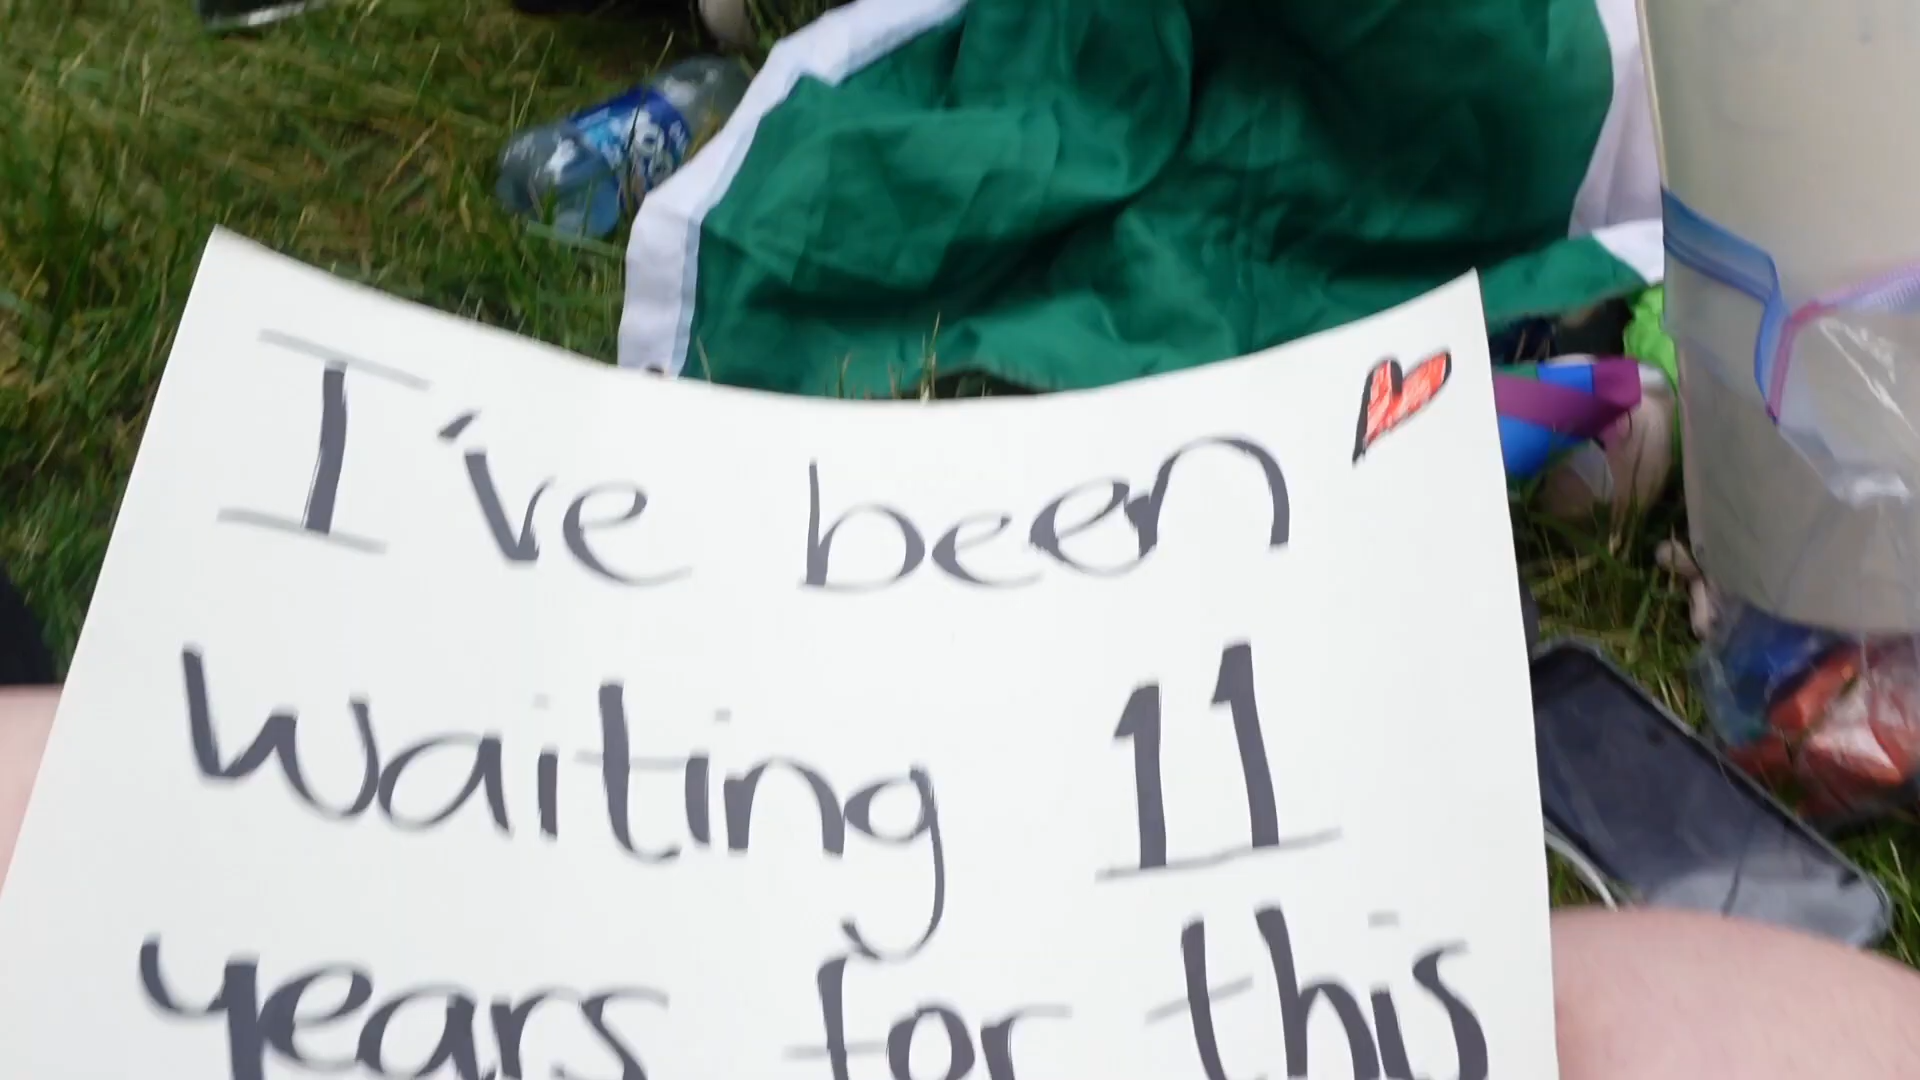 I've been
waiting 11
years for this